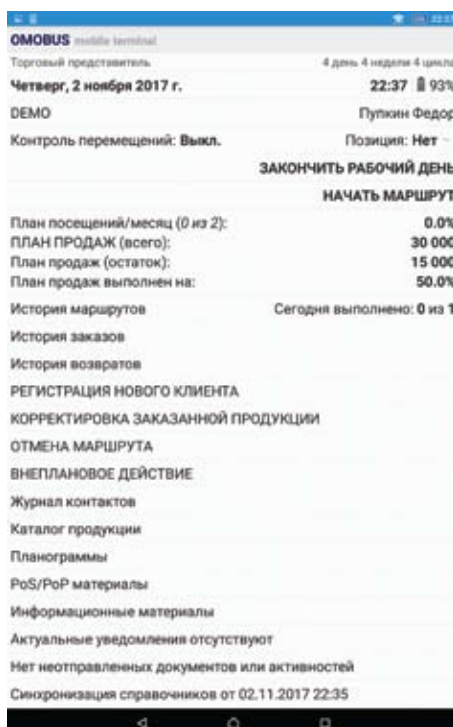 OMOBUS mobile terminal
Торговый представитель 4 день 4 недели 4 цикла
Четверг, 2 ноября 2017 г. 22:37 93%
DEMO Пупкин Федор
Контроль перемещений: Выкл. Позиция: Нет
ЗАКОНЧИТЬ РАБОЧИЙ ДЕНЬ
НАЧАТЬ МАРШРУТ
План посещений/месяц (0 из 2): 0.0%
ПЛАН ПРОДАЖ (всего): 30 000
План продаж (остаток): 15 000
План продаж выполнен на: 50.0%
История маршрутов Сегодня выполнено: 0 из 1
История заказов
История возвратов
РЕГИСТРАЦИЯ НОВОГО КЛИЕНТА
КОРРЕКТИРОВКА ЗАКАЗАННОЙ ПРОДУКЦИИ
ОТМЕНА МАРШРУТА
ВНЕПЛАНОВОЕ ДЕЙСТВИЕ
Журнал контактов
Каталог продукции
Планограммы
PoS/PoP материалы
Информационные материалы
Актуальные уведомления отсутствуют
Нет неотправленных документов или активностей
Синхронизация справочников от 02.11.2017 22:35